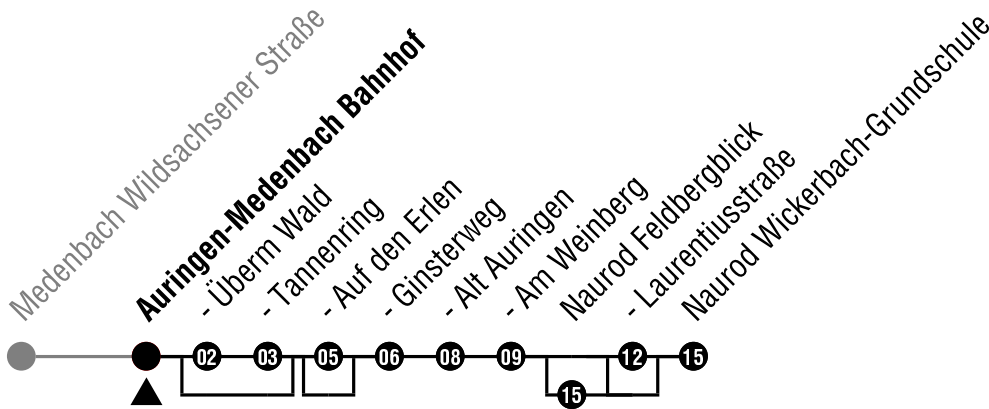 Medenbach Wildsachsener Straße
Auringen-Medenbach Bahnhof
- Überm Wald
- Tannenring
- Auf den Erlen
- Ginsterweg
- Alt Auringen
- Am Weinberg
Naurod Feldbergblick
- Laurentiusstraße
Naurod Wickerbach-Grundschule
02 03 05 06 08 09 12 15
15